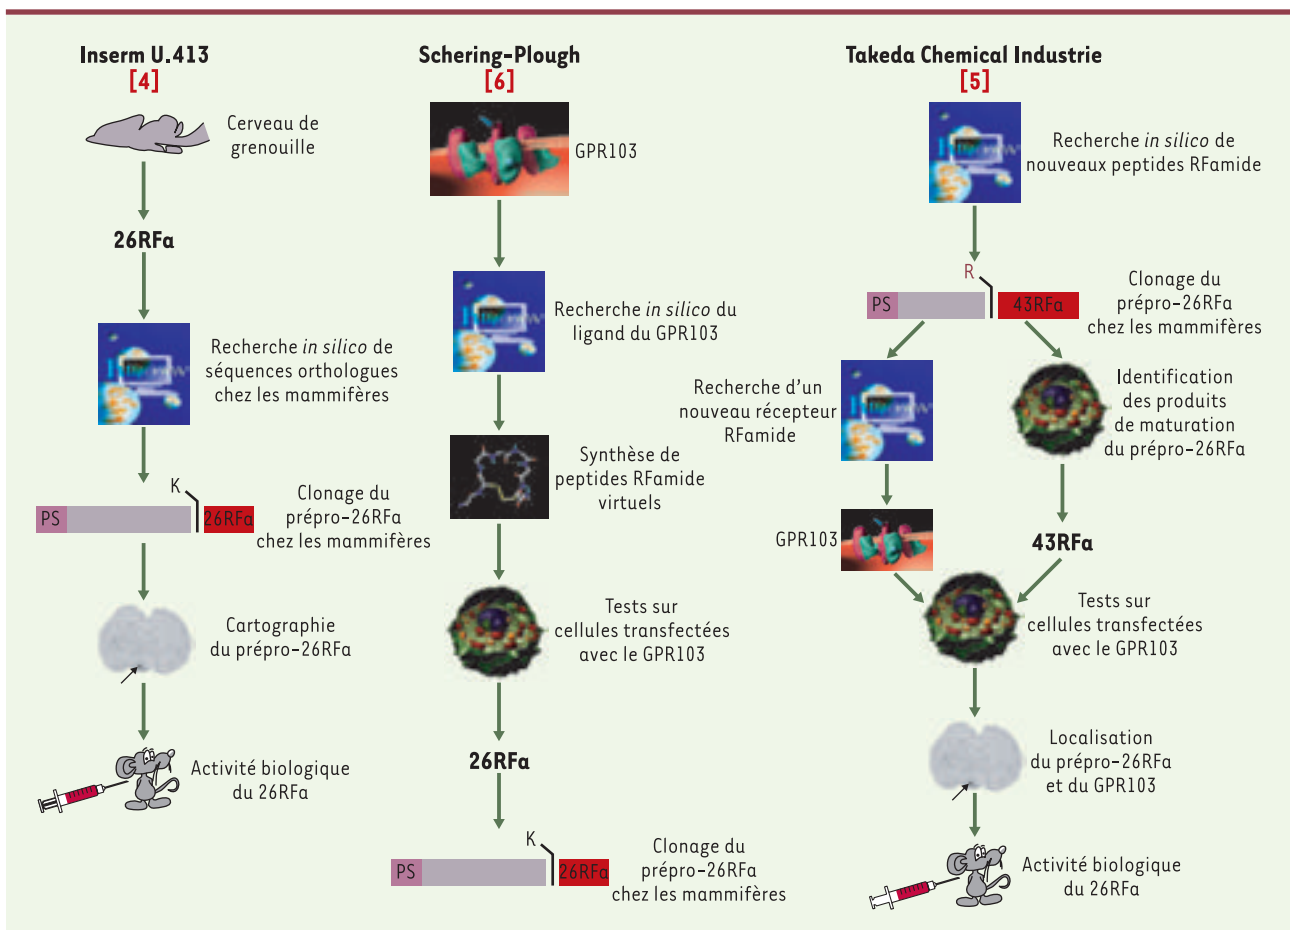 Inserm U.413
[4]
Cerveau de
grenouille
26RFa
Recherche in silico de
séquences orthologues
chez les mammifères
K
PS
26RFa
Clonage du
prépro-26RFa
chez les mammifères
Cartographie
du prépro-26RFa
Activité biologique
du 26RFa
Schering-Plough
[6]
GPR103
Recherche in silico du
ligand du GPR103
Synthèse de
peptides RFamide
virtuels
Tests sur
cellules transfectées
avec le GPR103
26RFa
K
PS
26RFa
Clonage du
prépro-26RFa
chez les mammifères
Takeda Chemical Industrie
[5]
Recherche in silico de
nouveaux peptides RFamide
R
PS
43RFa
Clonage du
prépro-26RFa
chez les mammifères
Recherche d'un
nouveau récepteur
RFamide
Identification
des produits
de maturation
du prépro-26RFa
GPR103
43RFa
Tests sur
cellules transfectées
avec le GPR103
Localisation
du prépro-26RFa
et du GPR103
Activité biologique
du 26RFa